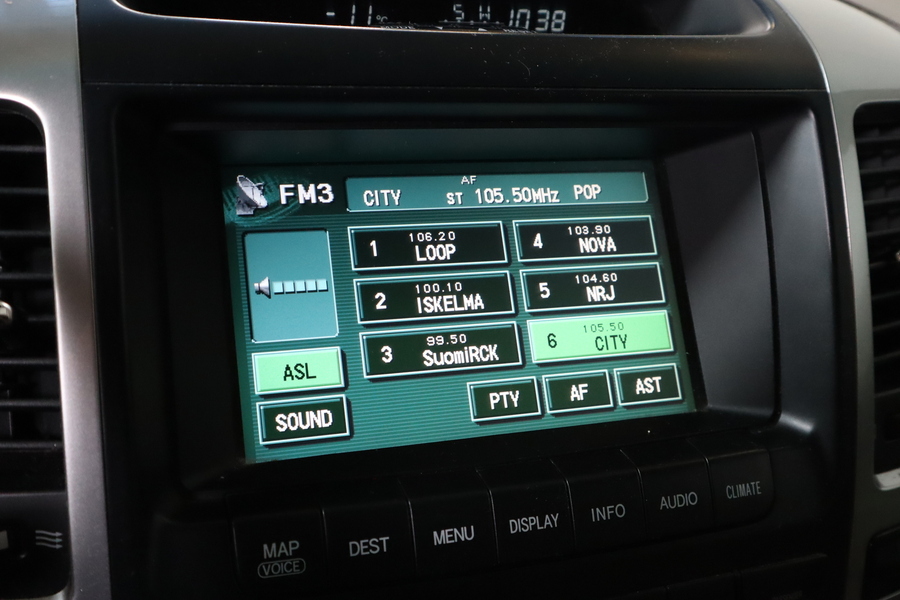 -11°C S W 10:38
FM3
AF
CITY ST 105.50MHz POP
1 106.20 LOOP
4 103.90 NOVA
2 100.10 ISKELMA
5 104.60 NRJ
3 99.50 SuomiRCK
6 105.50 CITY
ASL
SOUND
PTY AF AST
MAP
VOICE
DEST
MENU
DISPLAY
INFO
AUDIO
CLIMATE